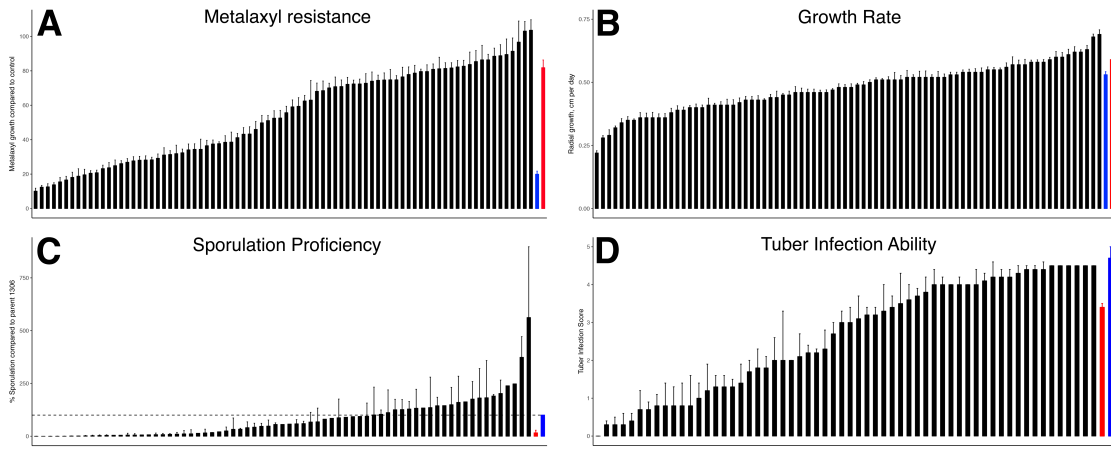 A
Metalaxyl resistance
Metalaxyl growth compared to control
100
80
60
40
20
0
B
Growth Rate
Radial growth, cm per day
0.75
0.50
0.25
0.00
C
Sporulation Proficiency
% Sporulation compared to parent 1306
750
500
250
0
D
Tuber Infection Ability
Tuber Infection Score
5
4
3
2
1
0